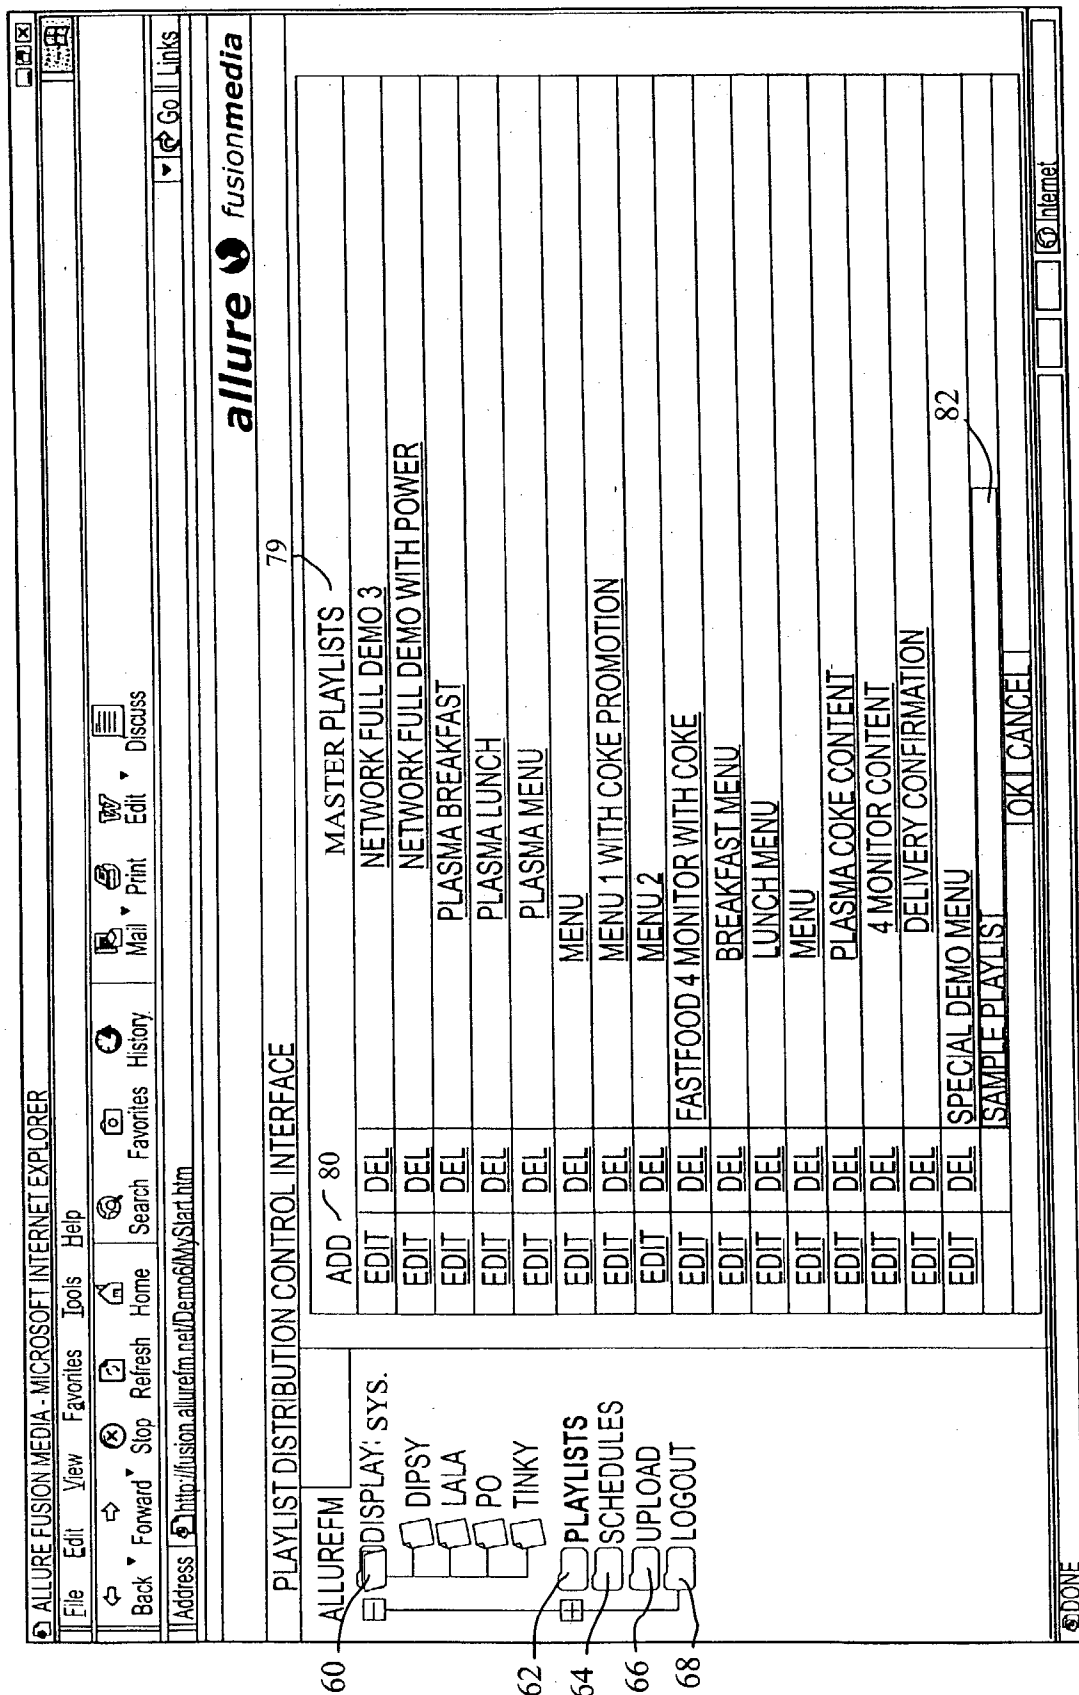 ALLURE FUSION MEDIA - MICROSOFT INTERNET EXPLORER
File Edit View Favorites Tools Help
Back Forward Stop Refresh Home Search Favorites History Mail Print Edit Discuss
Address http://fusion.allurefm.net/Demo6/MyStart.htm Go Links
allure fusionmedia
PLAYLIST DISTRIBUTION CONTROL INTERFACE
ALLUREFM
60
DISPLAY SYS.
DIPSY
LALA
PO
TINKY
62
PLAYLISTS
64
SCHEDULES
66
UPLOAD
68
LOGOUT
79
ADD 80 MASTER PLAYLISTS
EDIT DEL NETWORK FULL DEMO 3
EDIT DEL NETWORK FULL DEMO WITH POWER
EDIT DEL PLASMA BREAKFAST
EDIT DEL PLASMA LUNCH
EDIT DEL PLASMA MENU
EDIT DEL MENU
EDIT DEL MENU 1 WITH COKE PROMOTION
EDIT DEL MENU 2
EDIT DEL FASTFOOD 4 MONITOR WITH COKE
EDIT DEL BREAKFAST MENU
EDIT DEL LUNCH MENU
EDIT DEL MENU
EDIT DEL PLASMA COKE CONTENT
EDIT DEL 4 MONITOR CONTENT
EDIT DEL DELIVERY CONFIRMATION
EDIT DEL SPECIAL DEMO MENU
82
SAMPLE PLAYLIST
OK CANCEL
DONE Internet